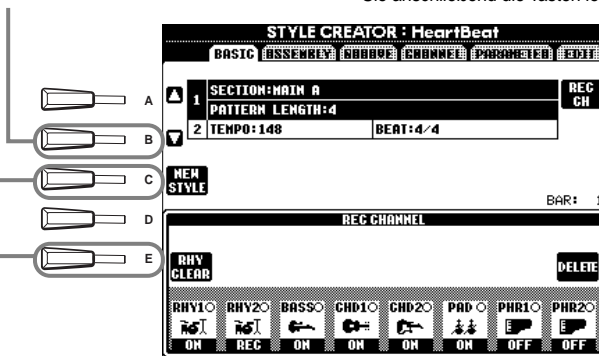 Sie anschließend die Tasten
STYLE CREATOR : HeartBeat
BASIC ASSEMBLY GROOVE CHANNEL PARAMETER EDIT
A
1 SECTION:MAIN A
REC CH
PATTERN LENGTH:4
B
2 TEMPO:148 BEAT:4/4
C
NEW STYLE
BAR: 1
D
REC CHANNEL
E
RHY CLEAR
DELETE
RHY1 RHY2 BASS CHD1 CHD2 PAD PHR1 PHR2
ON REC ON ON ON ON OFF OFF